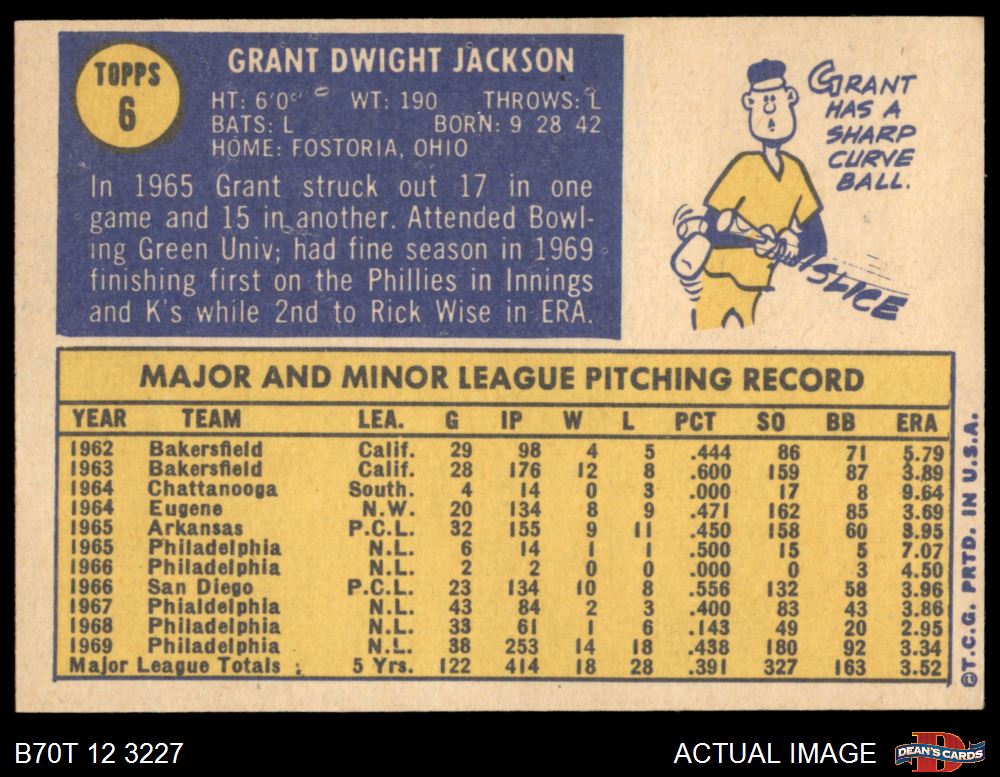 TOPPS
6
GRANT DWIGHT JACKSON
HT: 6'0" WT: 190 THROWS: L
BATS: L BORN: 9 28 42
HOME: FOSTORIA, OHIO
In 1965 Grant struck out 17 in one
game and 15 in another. Attended Bowl-
ing Green Univ; had fine season in 1969
finishing first on the Phillies in Innings
and K's while 2nd to Rick Wise in ERA.
GRANT
HAS A
SHARP
CURVE
BALL.
SLICE
MAJOR AND MINOR LEAGUE PITCHING RECORD
YEAR TEAM LEA. G IP W L PCT SO BB ERA
1962 Bakersfield Calif. 29 98 4 5 .444 86 71 5.79
1963 Bakersfield Calif. 28 176 12 8 .600 159 87 3.89
1964 Chattanooga South. 4 14 0 3 .000 17 8 9.64
1964 Eugene N.W. 20 134 8 9 .471 162 85 3.69
1965 Arkansas P.C.L. 32 155 9 11 .450 158 60 3.95
1965 Philadelphia N.L. 6 14 1 1 .500 15 5 7.07
1966 Philadelphia N.L. 2 2 0 0 .000 0 3 4.50
1966 San Diego P.C.L. 23 134 10 8 .556 132 58 3.96
1967 Phialdelphia N.L. 43 84 2 3 .400 83 43 3.86
1968 Philadelphia N.L. 33 61 1 6 .143 49 20 2.95
1969 Philadelphia N.L. 38 253 14 18 .438 180 92 3.34
Major League Totals 5 Yrs. 122 414 18 28 .391 327 163 3.52
©T.C.G. PRTD. IN U.S.A.
B70T 12 3227
ACTUAL IMAGE
D
DEAN'S CARDS